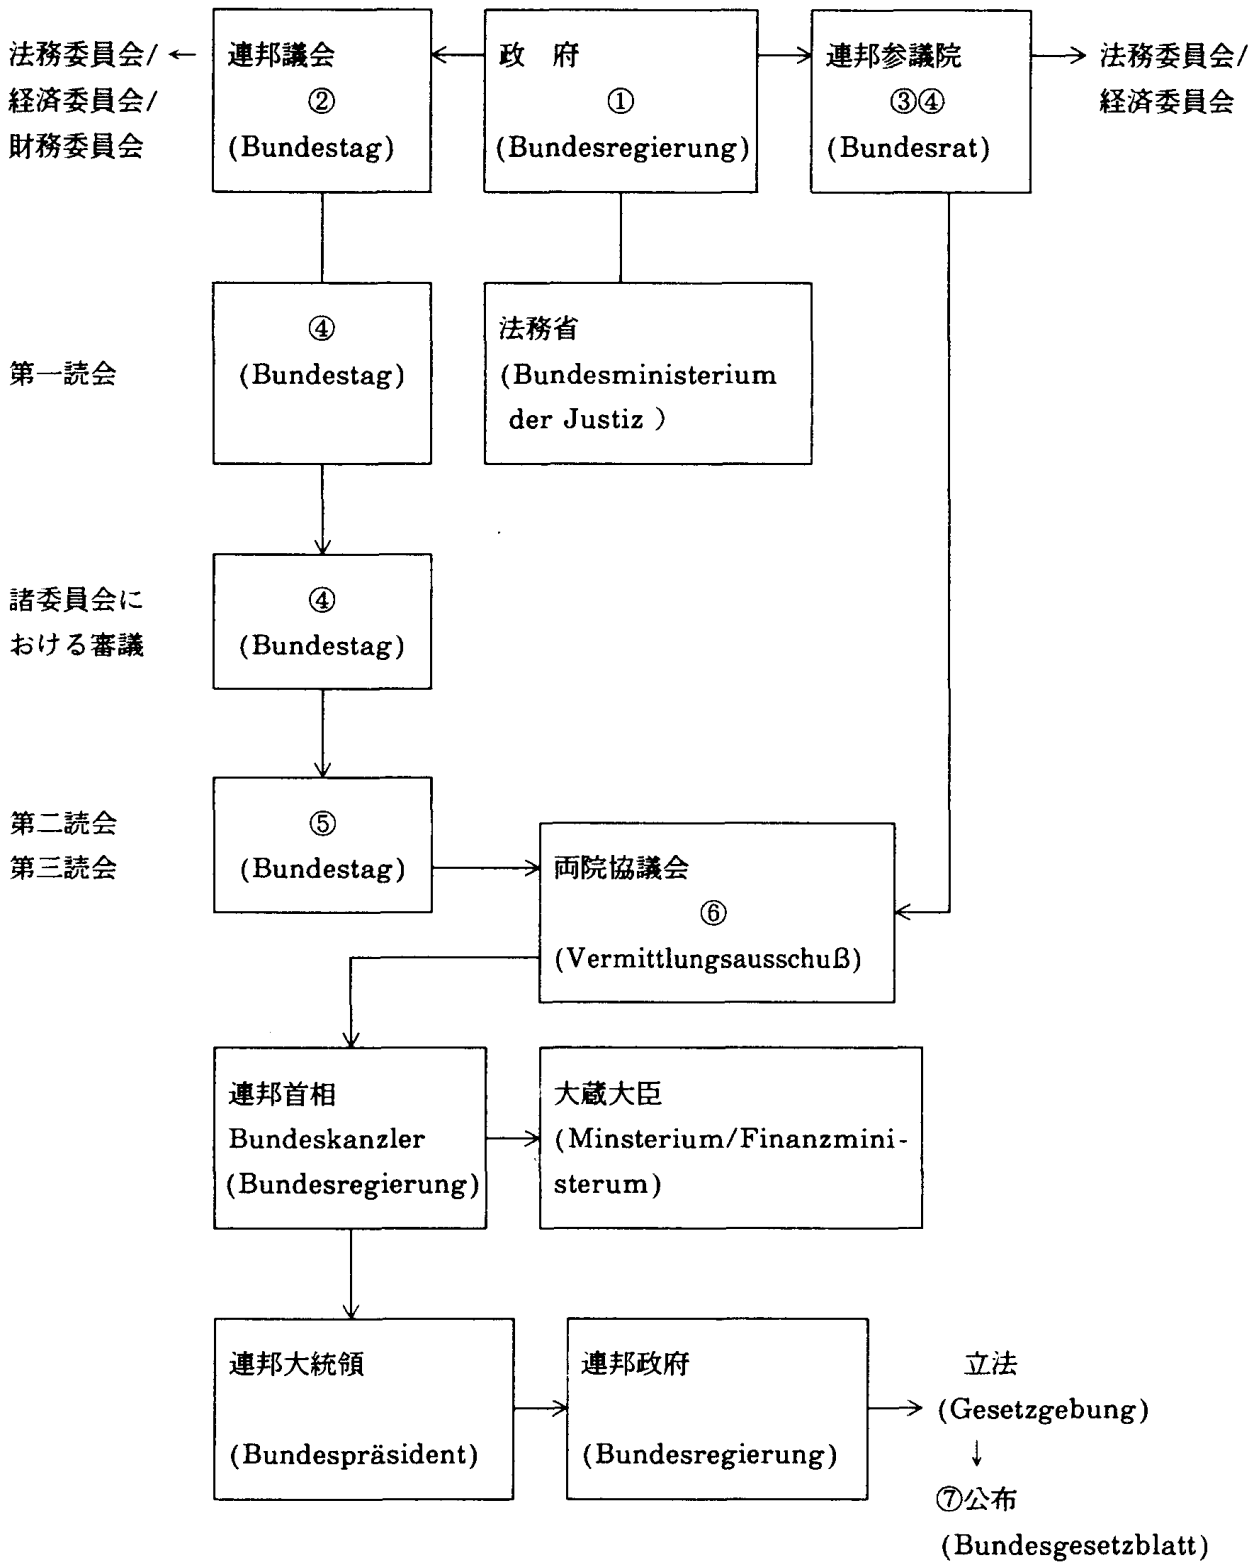 法務委員会/ ←
経済委員会/
財務委員会
連邦議会
②
(Bundestag)
政 府
①
(Bundesregierung)
連邦参議院
③④
(Bundesrat)
法務委員会/
経済委員会
第一読会
④
(Bundestag)
法務省
(Bundesministerium
der Justiz )
諸委員会に
おける審議
④
(Bundestag)
第二読会
第三読会
⑤
(Bundestag)
両院協議会
⑥
(Vermittlungsausschuß)
連邦首相
Bundeskanzler
(Bundesregierung)
大蔵大臣
(Minsterium/Finanzmini-
sterum)
連邦大統領
(Bundespräsident)
連邦政府
(Bundesregierung)
立法
(Gesetzgebung)
↓
⑦公布
(Bundesgesetzblatt)